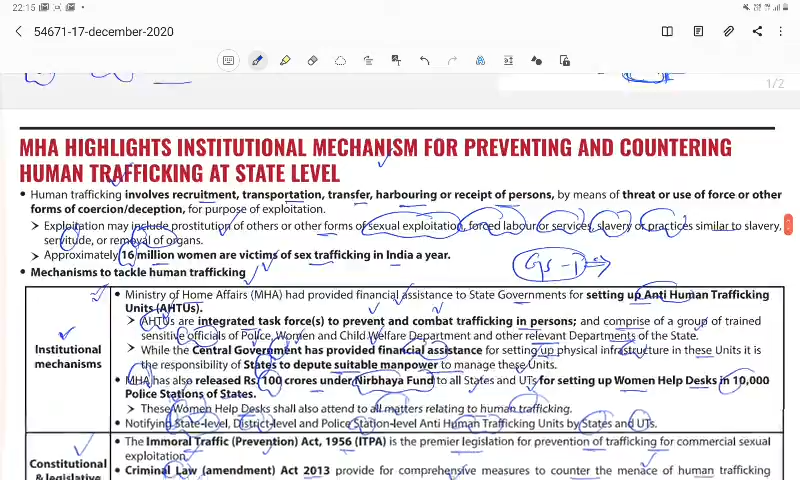 22:15
54671-17-december-2020
1/2
MHA HIGHLIGHTS INSTITUTIONAL MECHANISM FOR PREVENTING AND COUNTERING
HUMAN TRAFFICKING AT STATE LEVEL
• Human trafficking involves recruitment, transportation, transfer, harbouring or receipt of persons, by means of threat or use of force or other
forms of coercion/deception, for purpose of exploitation.
➤ Exploitation may include prostitution of others or other forms of sexual exploitation, forced labour or services, slavery or practices similar to slavery,
servitude, or removal of organs.
➤ Approximately 16 million women are victims of sex trafficking in India a year.
GS-1
• Mechanisms to tackle human trafficking
• Ministry of Home Affairs (MHA) had provided financial assistance to State Governments for setting up Anti Human Trafficking
Units (AHTUs).
➤ AHTUs are integrated task force(s) to prevent and combat trafficking in persons; and comprise of a group of trained
sensitive officials of Police, Women and Child Welfare Department and other relevant Departments of the State.
Institutional
mechanisms
➤ While the Central Government has provided financial assistance for setting up physical infrastructure in these Units it is
the responsibility of States to depute suitable manpower to manage these Units.
• MHA has also released Rs. 100 crores under Nirbhaya Fund to all States and UTs for setting up Women Help Desks in 10,000
Police Stations of States.
➤ These Women Help Desks shall also attend to all matters relating to human trafficking.
• Notifying State-level, District-level and Police Station-level Anti Human Trafficking Units by States and UTs.
Constitutional
& legislative
• The Immoral Traffic (Prevention) Act, 1956 (ITPA) is the premier legislation for prevention of trafficking for commercial sexual
exploitation.
• Criminal Law (amendment) Act 2013 provide for comprehensive measures to counter the menace of human trafficking